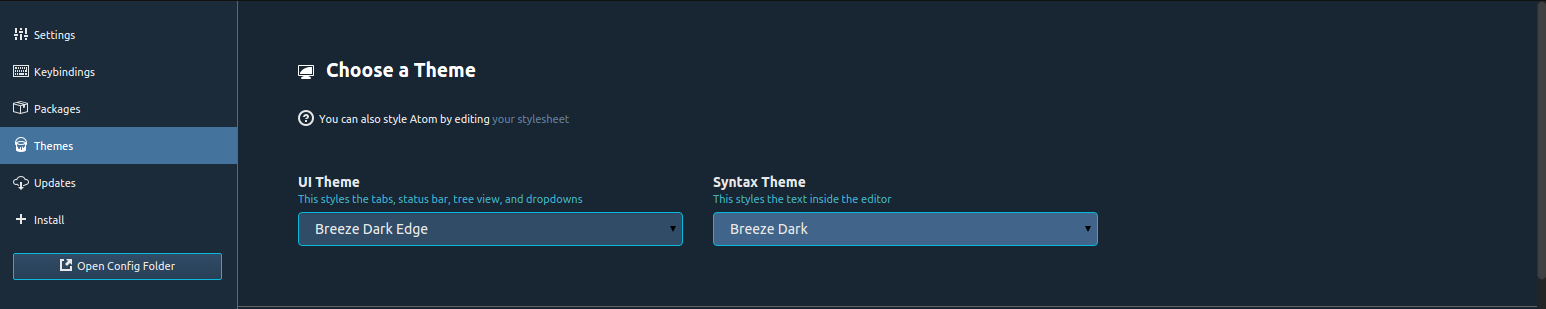 Settings
Keybindings
Packages
Themes
Updates
Install
Open Config Folder
Choose a Theme
You can also style Atom by editing your stylesheet
UI Theme
This styles the tabs, status bar, tree view, and dropdowns
Breeze Dark Edge
Syntax Theme
This styles the text inside the editor
Breeze Dark